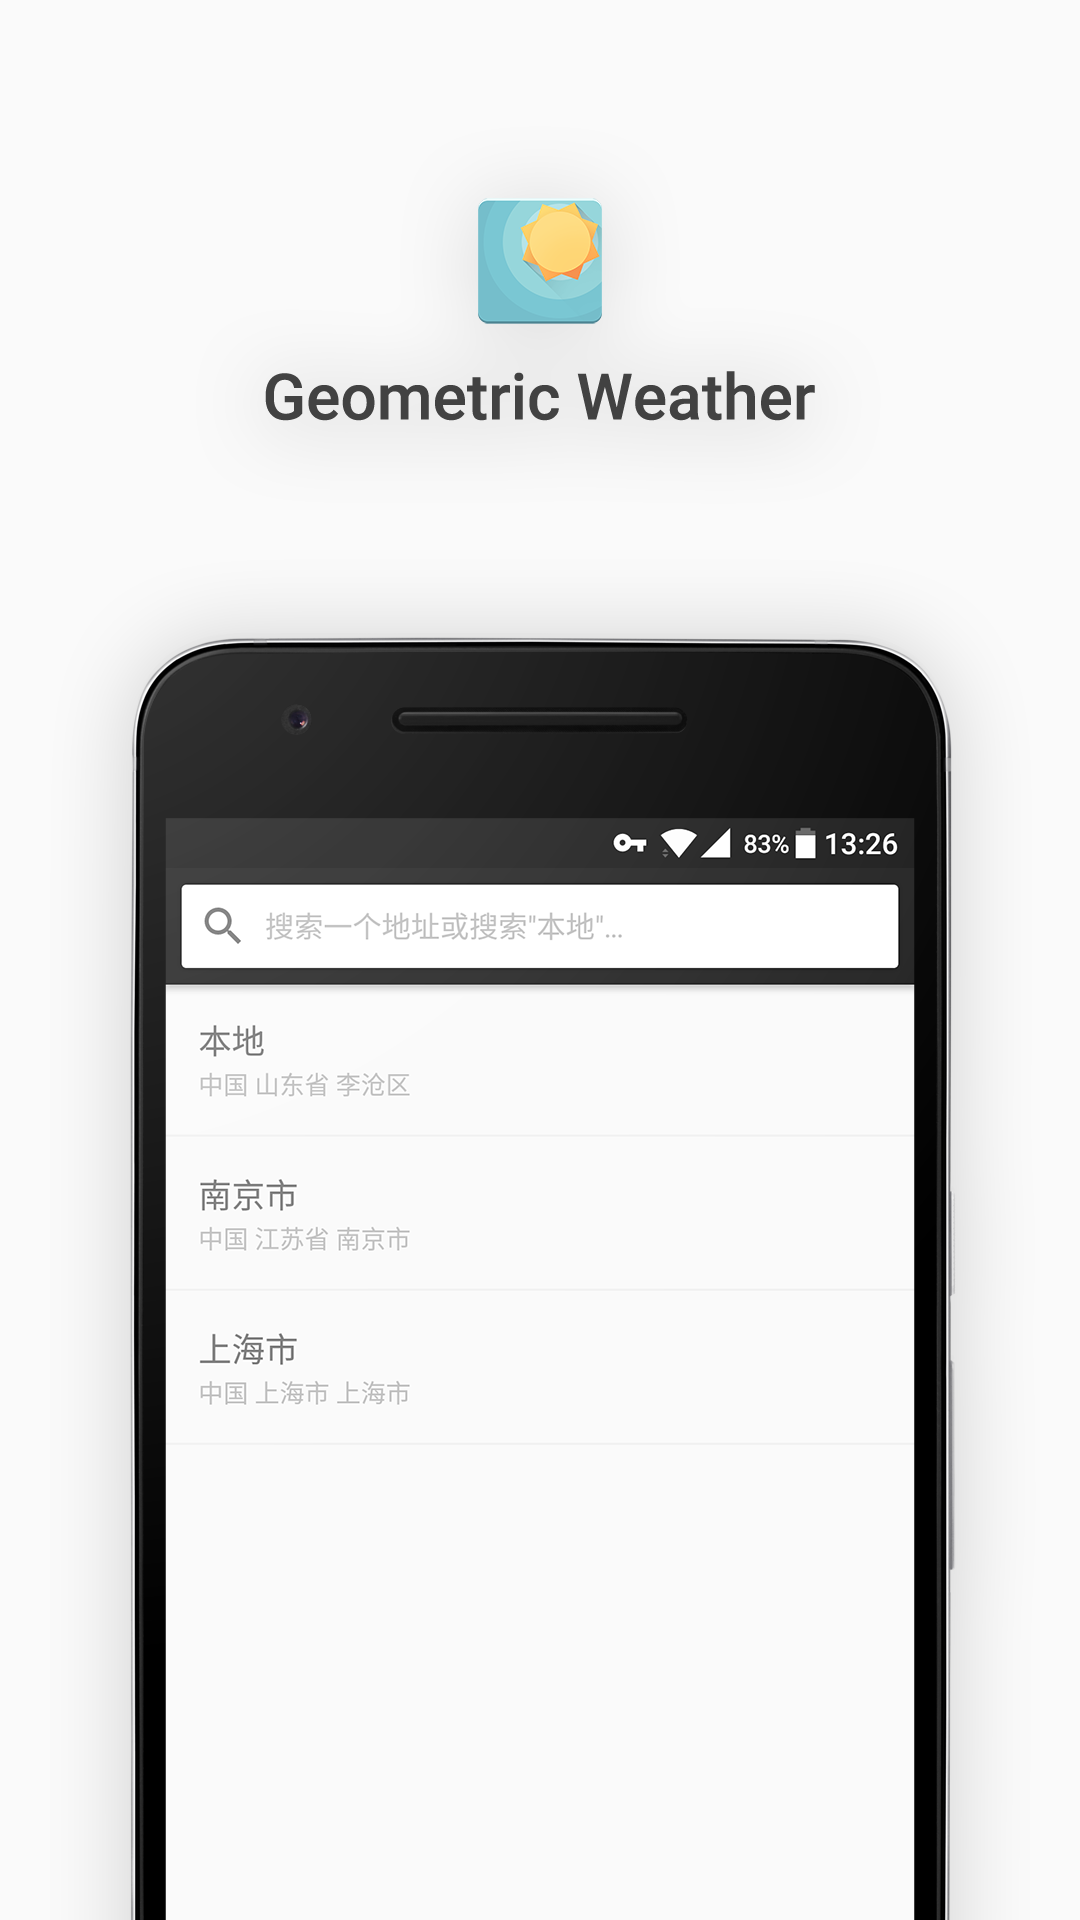 Geometric Weather
83% 13:26
搜索一个地址或搜索"本地"...
本地
中国 山东省 李沧区
南京市
中国 江苏省 南京市
上海市
中国 上海市 上海市